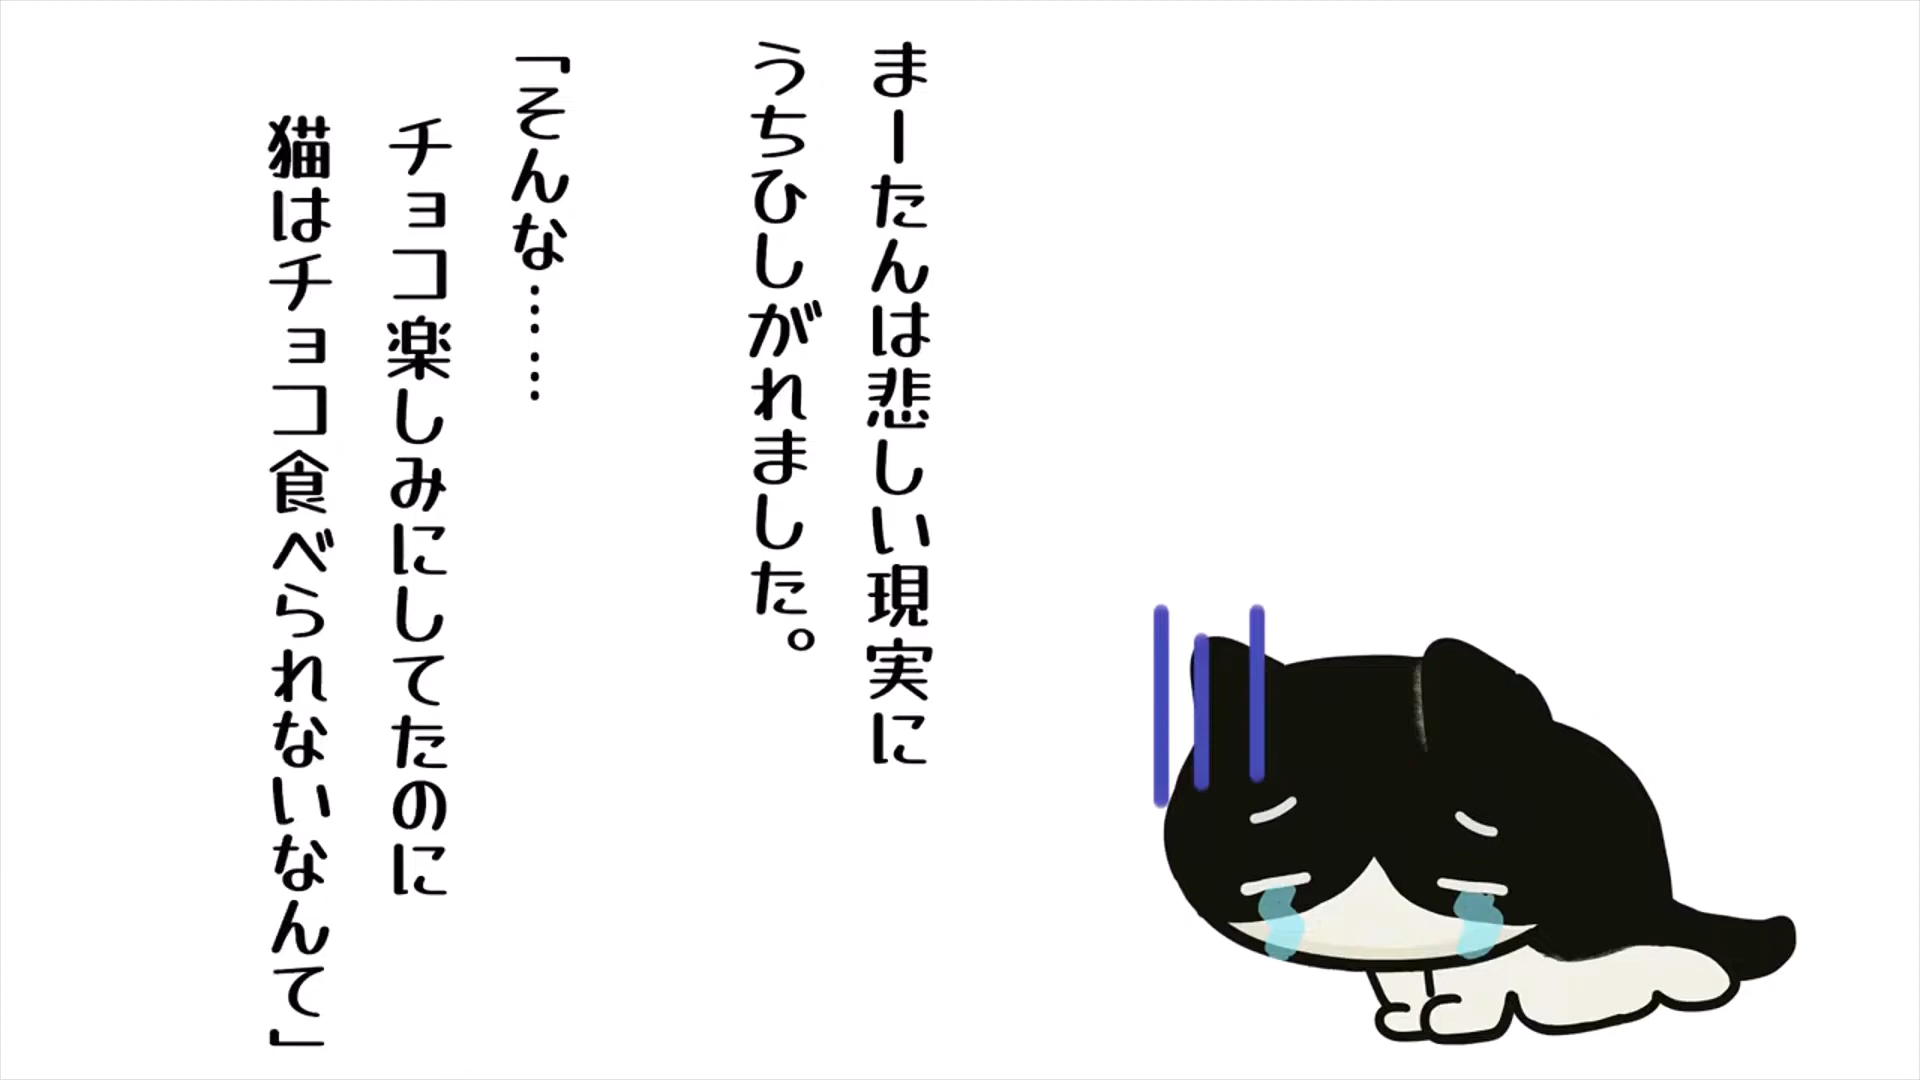 まーたんは悲しい現実に
うちひしがれました。
「そんな……
チョコ楽しみにしてたのに
猫はチョコ食べられないなんて」